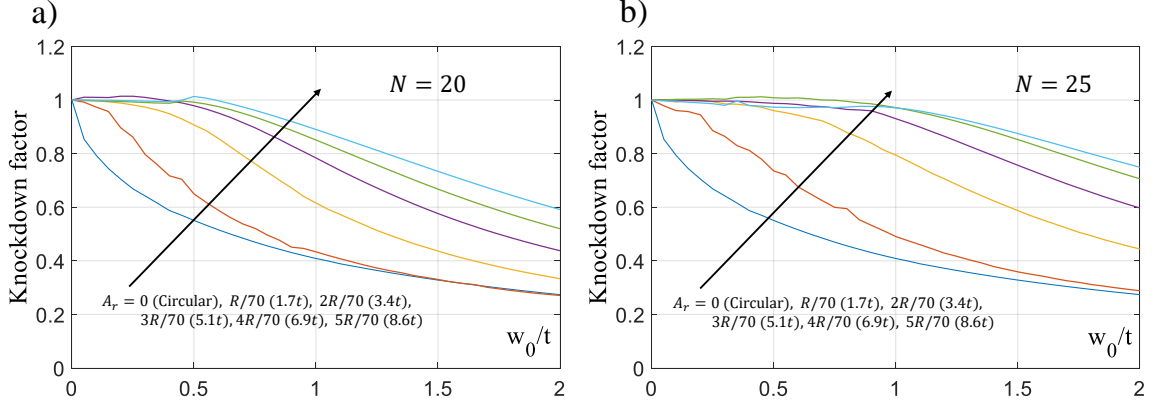 a)
1.2
1
0.8
0.6
0.4
0.2
0
Knockdown factor
N = 20
A_r = 0 (Circular), R/70 (1.7t), 2R/70 (3.4t),
3R/70 (5.1t), 4R/70 (6.9t), 5R/70 (8.6t)
w_0/t
0 0.5 1 1.5 2
b)
1.2
1
0.8
0.6
0.4
0.2
0
Knockdown factor
N = 25
A_r = 0 (Circular), R/70 (1.7t), 2R/70 (3.4t),
3R/70 (5.1t), 4R/70 (6.9t), 5R/70 (8.6t)
w_0/t
0 0.5 1 1.5 2